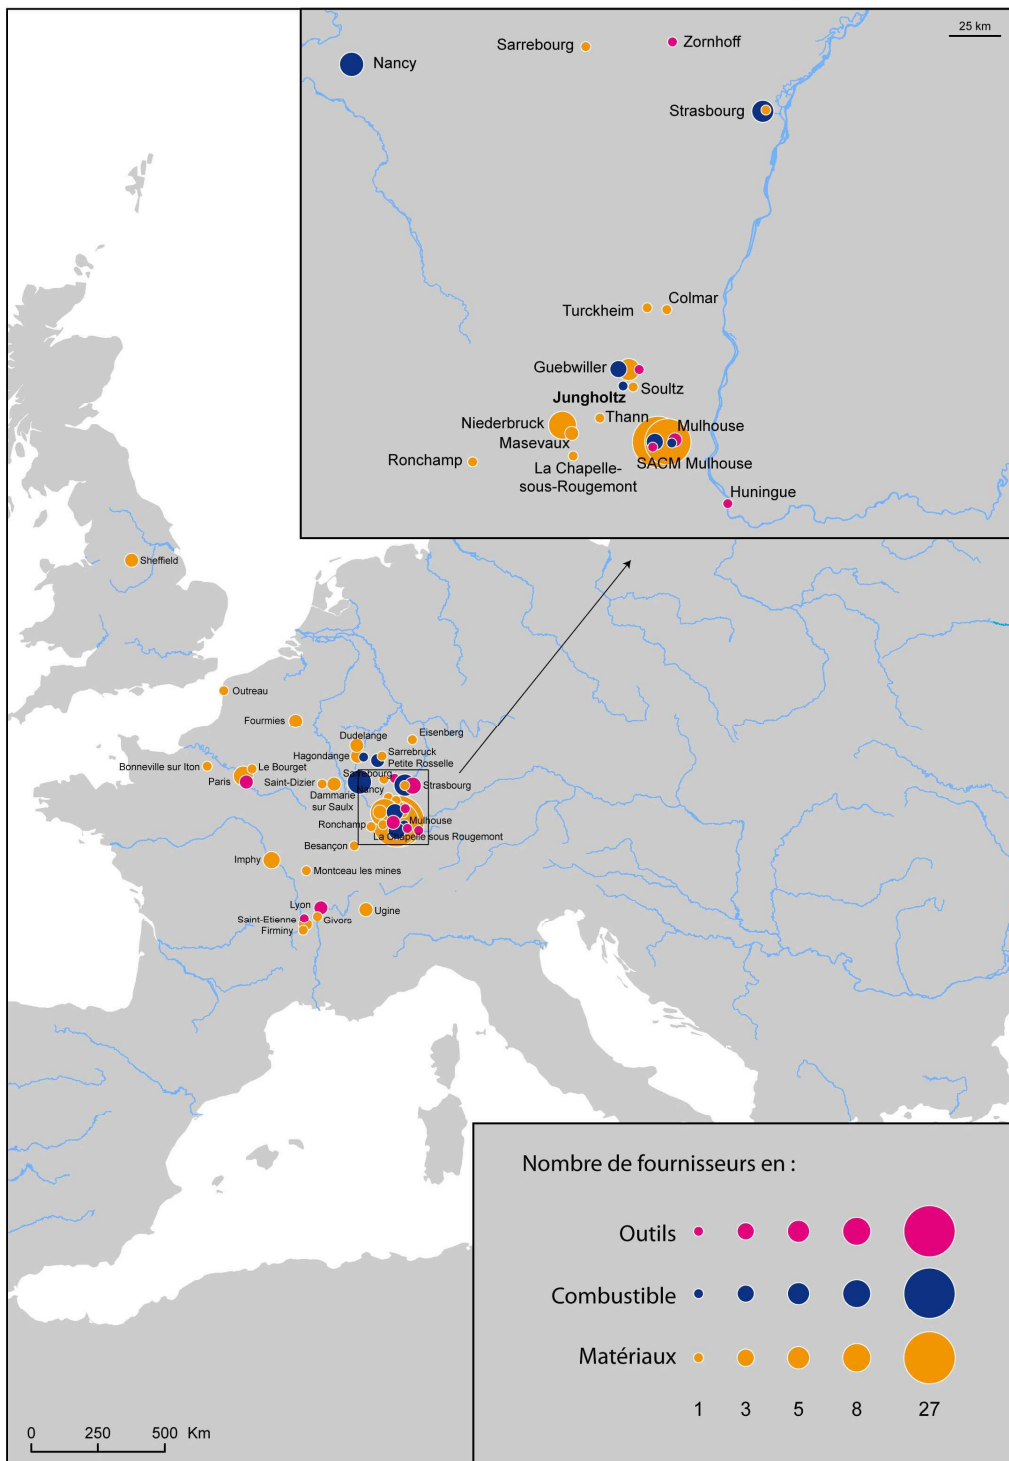 25 km
Sarrebourg
Zornhoff
Nancy
Strasbourg
Turckheim
Colmar
Guebwiller
Soultz
Jungholtz
Niederbruck
Thann
Masevaux
Mulhouse
Ronchamp
La Chapelle-
sous-Rougemont
SACM Mulhouse
Huningue
Sheffield
Outreau
Fourmies
Dudelange
Eisenberg
Hagondange
Sarrebruck
Petite Rosselle
Bonneville sur Iton
Le Bourget
Paris
Saint-Dizier
Sarrebourg
Nancy
Strasbourg
Dammarie
sur Saulx
Ronchamp
Mulhouse
La Chapelle sous Rougemont
Besançon
Imphy
Montceau les mines
Lyon
Ugine
Saint-Etienne
Givors
Firminy
Nombre de fournisseurs en :
Outils
Combustible
Matériaux
1 3 5 8 27
0 250 500 Km